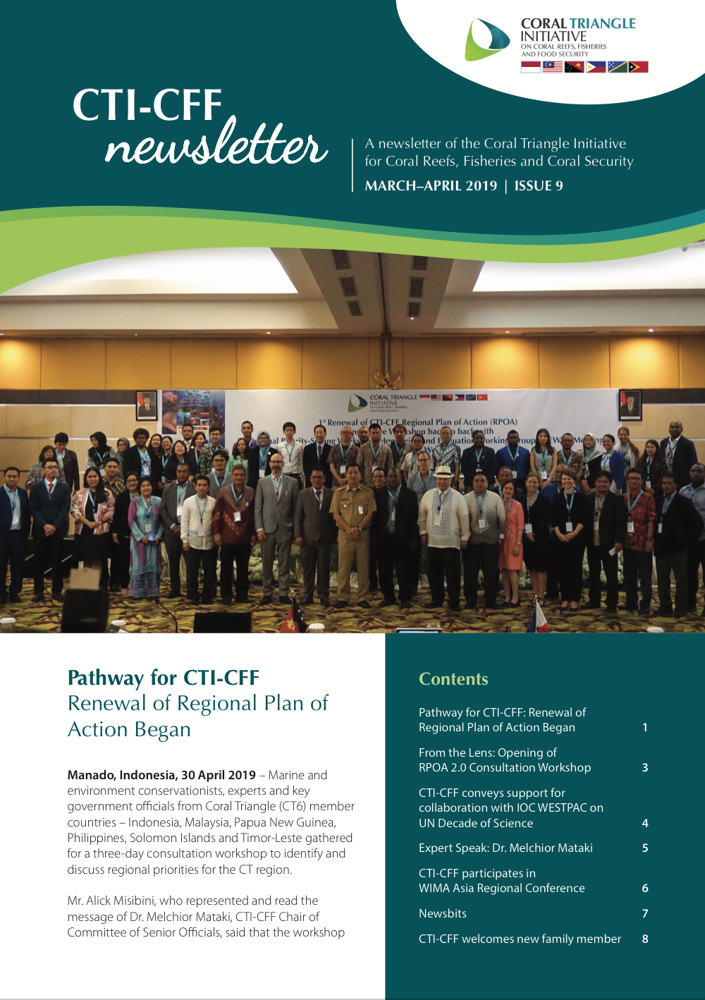 CORAL TRIANGLE
INITIATIVE
ON CORAL REEFS, FISHERIES
AND FOOD SECURITY
CTI-CFF
newsletter
A newsletter of the Coral Triangle Initiative
for Coral Reefs, Fisheries and Coral Security
MARCH–APRIL 2019 | ISSUE 9
CORAL TRIANGLE
INITIATIVE
ON CORAL REEFS, FISHERIES
AND FOOD SECURITY
1st Renewal of CTI-CFF Regional Plan of Action (RPOA)
Pathway for CTI-CFF
Renewal of Regional Plan of
Action Began
Manado, Indonesia, 30 April 2019 – Marine and
environment conservationists, experts and key
government officials from Coral Triangle (CT6) member
countries – Indonesia, Malaysia, Papua New Guinea,
Philippines, Solomon Islands and Timor-Leste gathered
for a three-day consultation workshop to identify and
discuss regional priorities for the CT region.
Mr. Alick Misibini, who represented and read the
message of Dr. Melchior Mataki, CTI-CFF Chair of
Committee of Senior Officials, said that the workshop
Contents
Pathway for CTI-CFF: Renewal of
Regional Plan of Action Began 1
From the Lens: Opening of
RPOA 2.0 Consultation Workshop 3
CTI-CFF conveys support for
collaboration with IOC WESTPAC on
UN Decade of Science 4
Expert Speak: Dr. Melchior Mataki 5
CTI-CFF participates in
WIMA Asia Regional Conference 6
Newsbits 7
CTI-CFF welcomes new family member 8